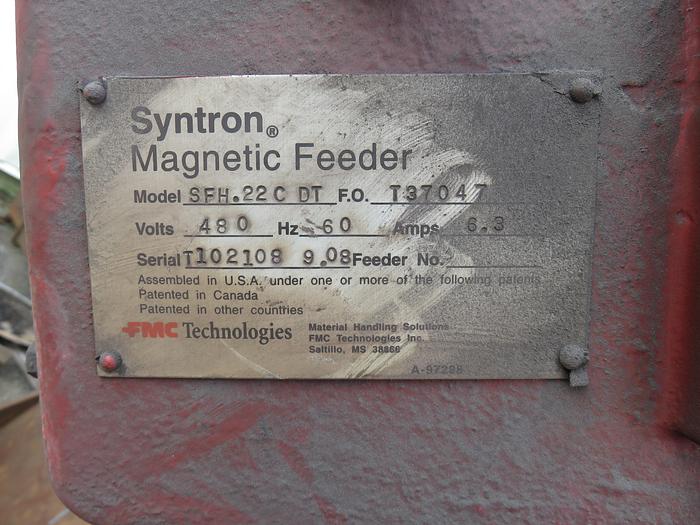 Syntron®
Magnetic Feeder
Model SFH.22C DT F.O. T37047
Volts 480 Hz 60 Amps 6.3
Serial T102108 9.08 Feeder No.
Assembled in U.S.A. under one or more of the following patents
Patented in Canada
Patented in other countries
FMC Technologies
Material Handling Solutions
FMC Technologies Inc.
Saltillo, MS 38866
A-97288